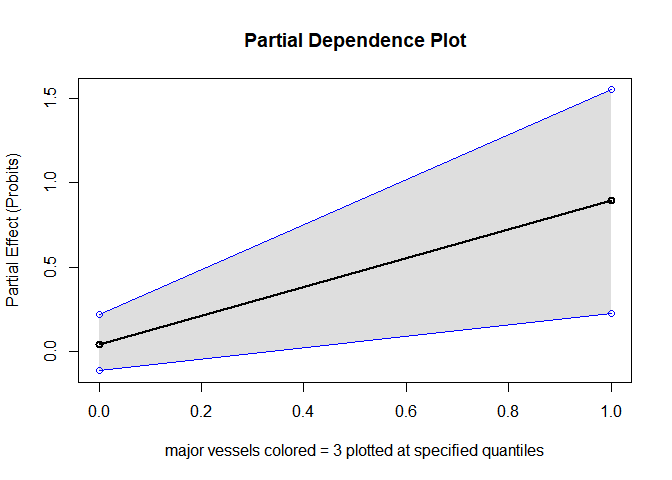 Partial Dependence Plot
Partial Effect (Probits)
1.5
1.0
0.5
0.0
0.0 0.2 0.4 0.6 0.8 1.0
major vessels colored = 3 plotted at specified quantiles